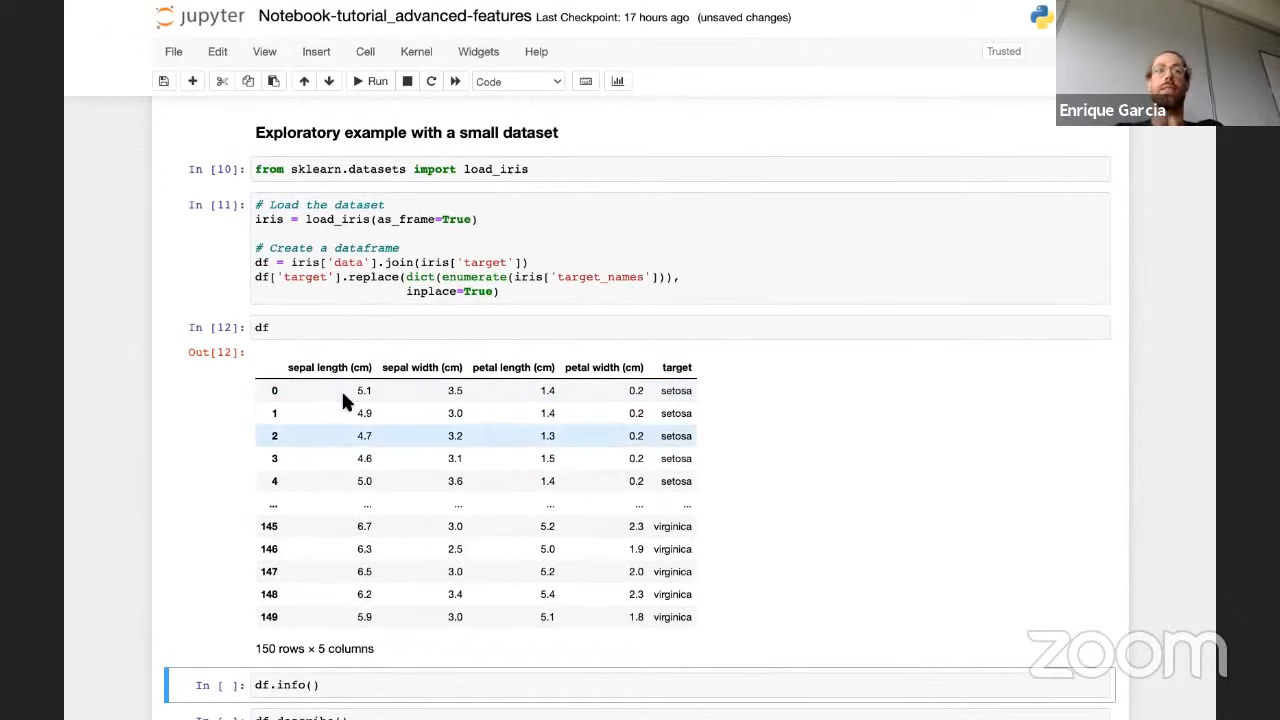 jupyter Notebook-tutorial_advanced-features Last Checkpoint: 17 hours ago (unsaved changes)
File Edit View Insert Cell Kernel Widgets Help Trusted
Run Code
Enrique Garcia
Exploratory example with a small dataset
In [10]: from sklearn.datasets import load_iris
In [11]: # Load the dataset
iris = load_iris(as_frame=True)
# Create a dataframe
df = iris['data'].join(iris['target'])
df['target'].replace(dict(enumerate(iris['target_names'])),
inplace=True)
In [12]: df
Out[12]:
sepal length (cm) sepal width (cm) petal length (cm) petal width (cm) target
0 5.1 3.5 1.4 0.2 setosa
1 4.9 3.0 1.4 0.2 setosa
2 4.7 3.2 1.3 0.2 setosa
3 4.6 3.1 1.5 0.2 setosa
4 5.0 3.6 1.4 0.2 setosa
... ... ... ... ... ...
145 6.7 3.0 5.2 2.3 virginica
146 6.3 2.5 5.0 1.9 virginica
147 6.5 3.0 5.2 2.0 virginica
148 6.2 3.4 5.4 2.3 virginica
149 5.9 3.0 5.1 1.8 virginica
150 rows × 5 columns
zoom
In [ ]: df.info()
In [ ]: df.describe()